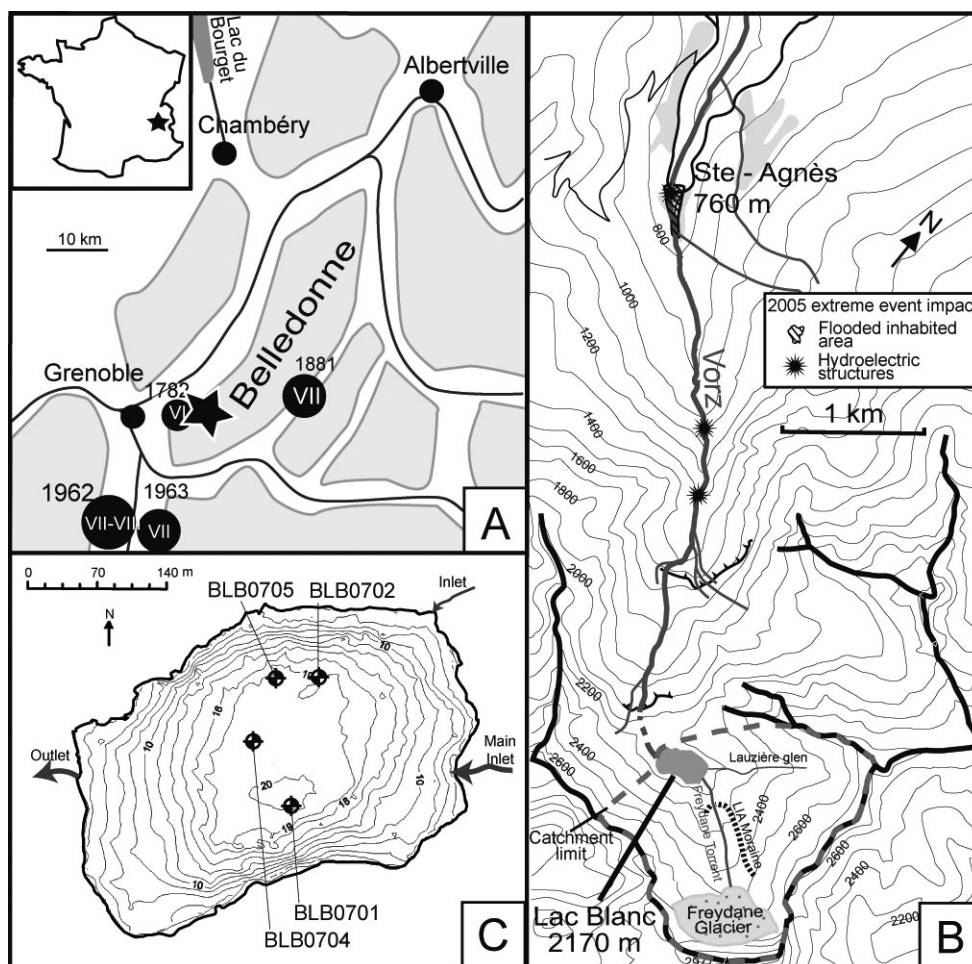 Lac du
Bourget
Albertville
Chambéry
10 km
Belledonne
1881
VII
Grenoble
1782
VI
1962
VII-VIII
1963
VII
A
Ste - Agnès
760 m
800
1000
1200
1400
1600
1800
2000
2200
2400
2600
N
2005 extreme event impact
Flooded inhabited
area
Hydroelectric
structures
Vorz
1 km
Lauzière glen
Freydane Torrent
LIA Moraine
2400
2600
2600
2400
2200
Catchment
limit
Lac Blanc
2170 m
Freydane
Glacier
B
0 70 140 m
N
BLB0705
BLB0702
Inlet
10
18
10
Outlet
Main
Inlet
10
20
18
19
10
BLB0701
BLB0704
C